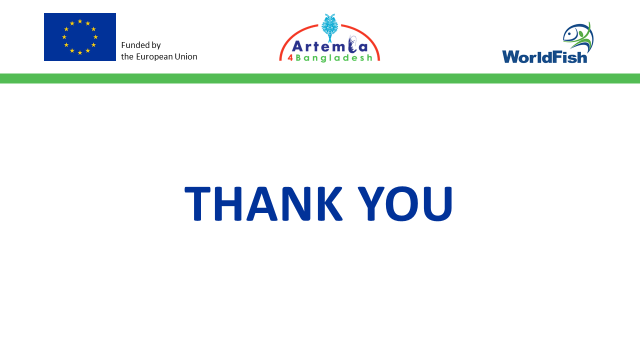 Funded by
the European Union
Artemia
4Bangladesh
WorldFish
THANK YOU